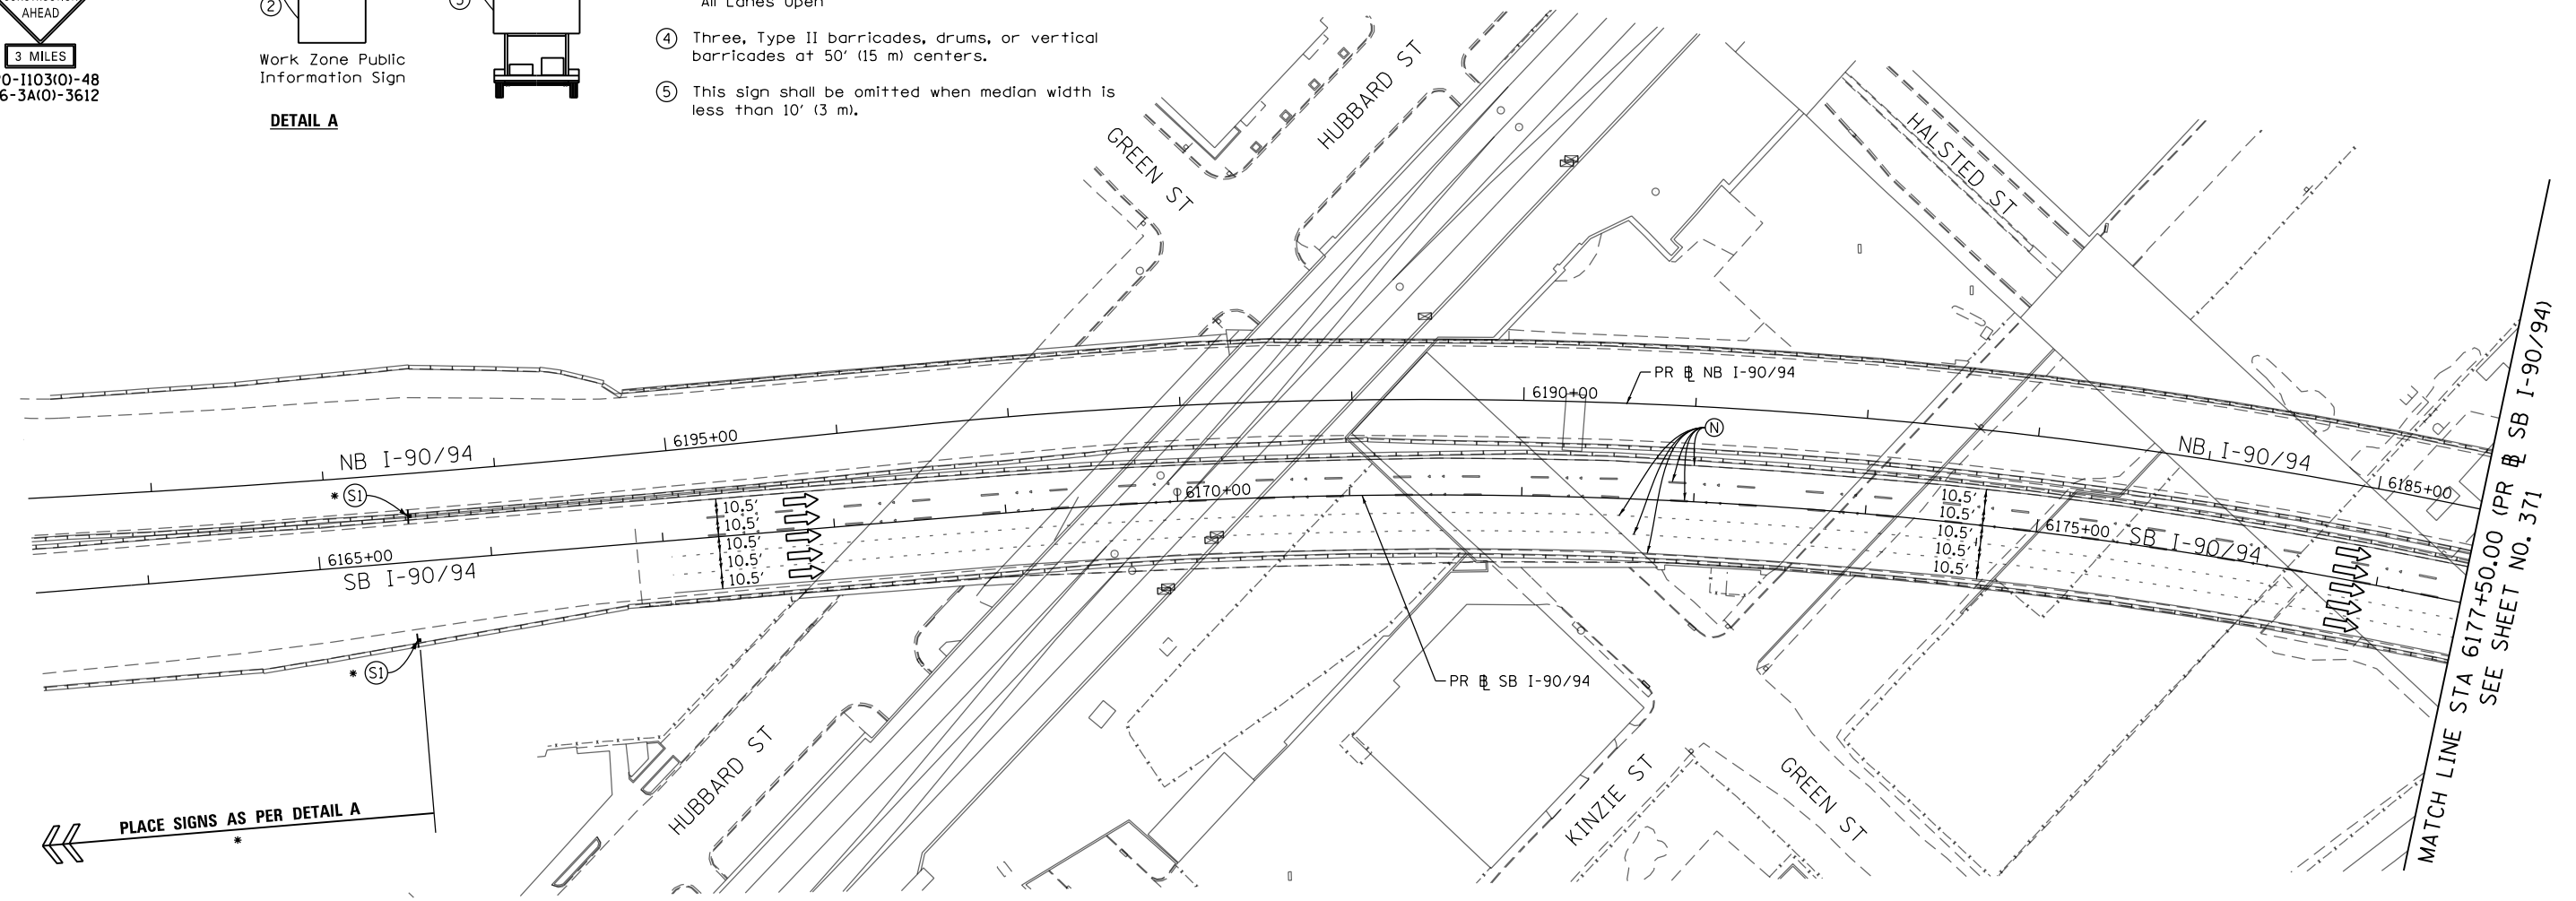 AHEAD
3 MILES
6-3A(O)-3612
②
Work Zone Public
Information Sign
DETAIL A
All Lanes Open
④ Three, Type II barricades, drums, or vertical
barricades at 50' (15 m) centers.
⑤ This sign shall be omitted when median width is
less than 10' (3 m).
GREEN ST
HUBBARD ST
HALSTED ST
PR ℄ NB I-90/94
6190+00
6195+00
NB I-90/94
N
NB I-90/94
6185+00
* S1
6170+00
10.5'
10.5'
10.5'
10.5'
10.5'
10.5'
10.5'
10.5'
10.5'
10.5'
6175+00
SB I-90/94
6165+00
SB I-90/94
* S1
PR ℄ SB I-90/94
HUBBARD ST
KINZIE ST
GREEN ST
PLACE SIGNS AS PER DETAIL A
*
MATCH LINE STA 6177+50.00 (PR ℄ SB I-90/94)
SEE SHEET NO. 371